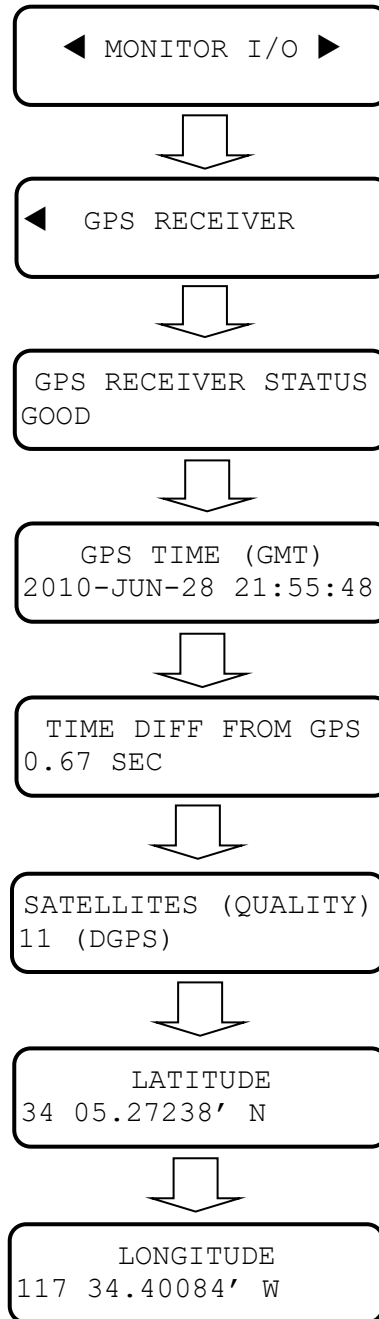 ◀ MONITOR I/O ▶
◀ GPS RECEIVER
GPS RECEIVER STATUS
GOOD
GPS TIME (GMT)
2010-JUN-28 21:55:48
TIME DIFF FROM GPS
0.67 SEC
SATELLITES (QUALITY)
11 (DGPS)
LATITUDE
34 05.27238’ N
LONGITUDE
117 34.40084’ W